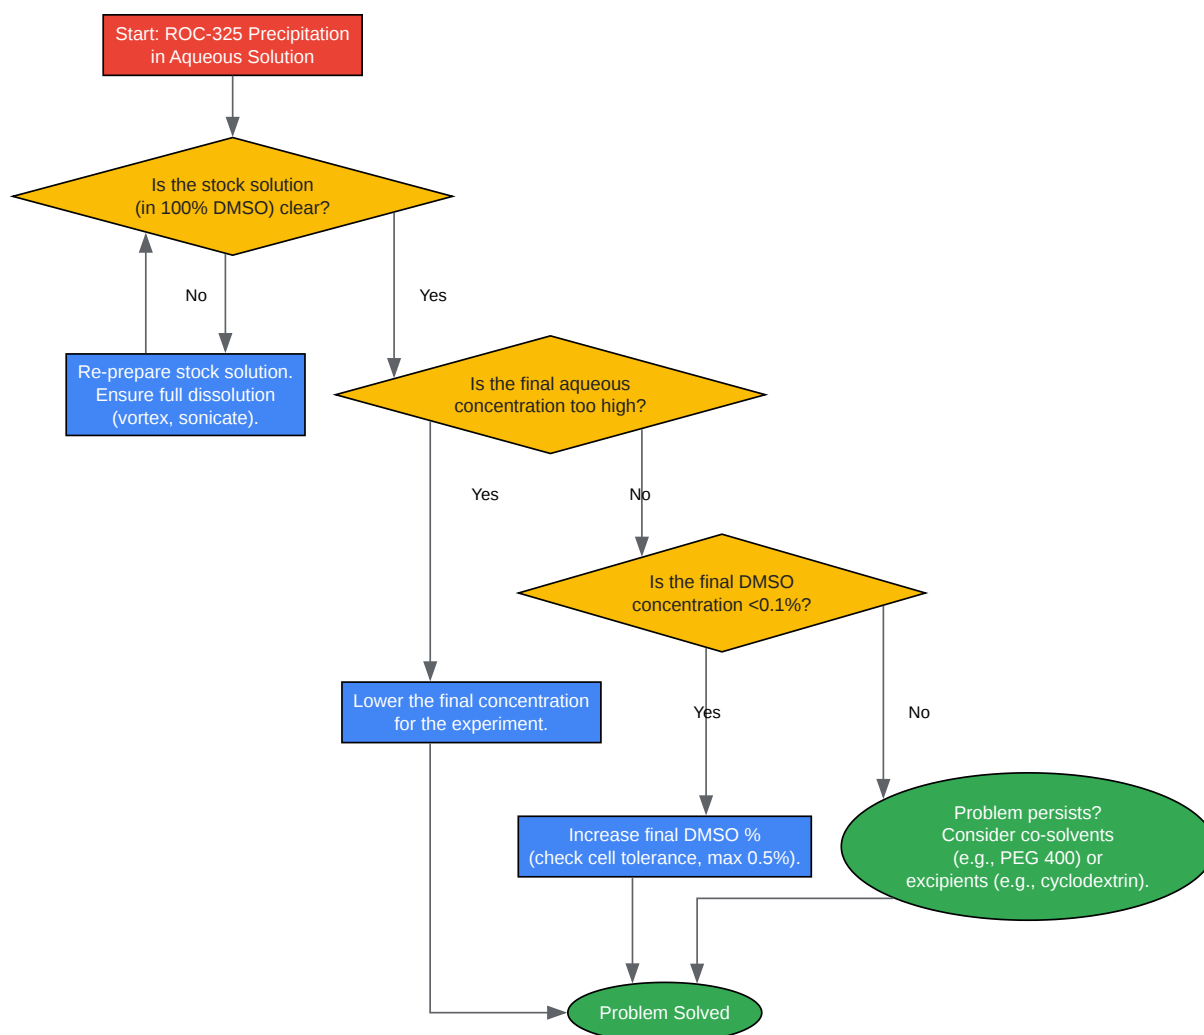 Start: ROC-325 Precipitation
in Aqueous Solution
Is the stock solution
(in 100% DMSO) clear?
No
Yes
Re-prepare stock solution.
Ensure full dissolution
(vortex, sonicate).
Is the final aqueous
concentration too high?
Yes
No
Is the final DMSO
concentration <0.1%?
Lower the final concentration
for the experiment.
Yes
No
Increase final DMSO %
(check cell tolerance, max 0.5%).
Problem persists?
Consider co-solvents
(e.g., PEG 400) or
excipients (e.g., cyclodextrin).
Problem Solved